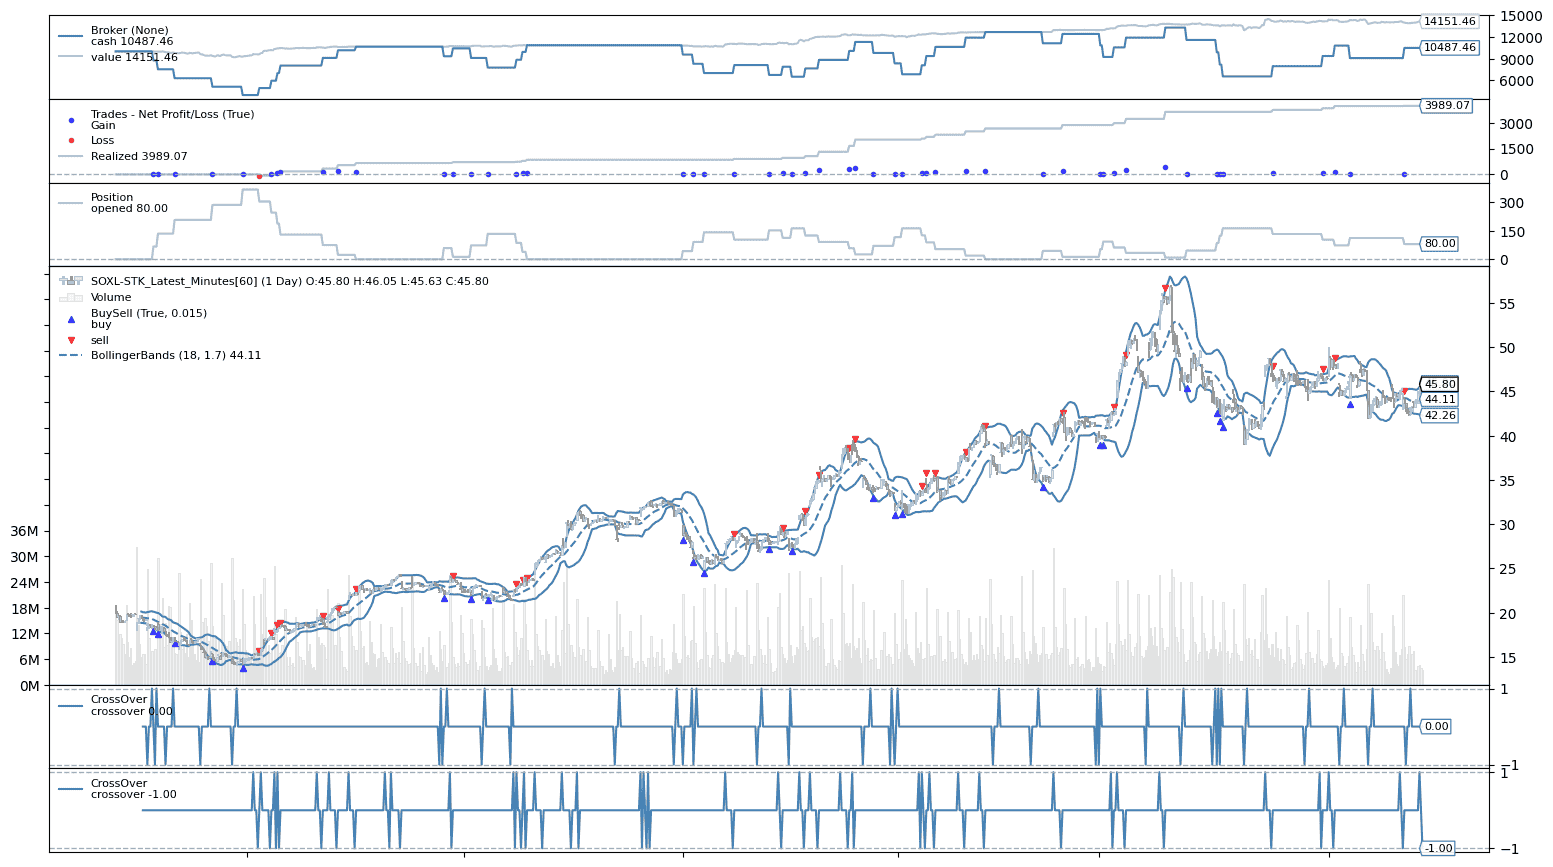 Broker (None)
cash 10487.46
value 14151.46
15000
14151.46
12000
10487.46
9000
6000
Trades - Net Profit/Loss (True)
Gain
Loss
Realized 3989.07
3989.07
3000
1500
0
Position
opened 80.00
300
150
80.00
0
SOXL-STK_Latest_Minutes[60] (1 Day) O:45.80 H:46.05 L:45.63 C:45.80
Volume
BuySell (True, 0.015)
buy
sell
BollingerBands (18, 1.7) 44.11
55
50
45.80
45
44.11
42.26
40
35
30
25
20
15
36M
30M
24M
18M
12M
6M
0M
CrossOver
crossover 0.00
1
0.00
−1
CrossOver
crossover -1.00
1
-1.00
−1